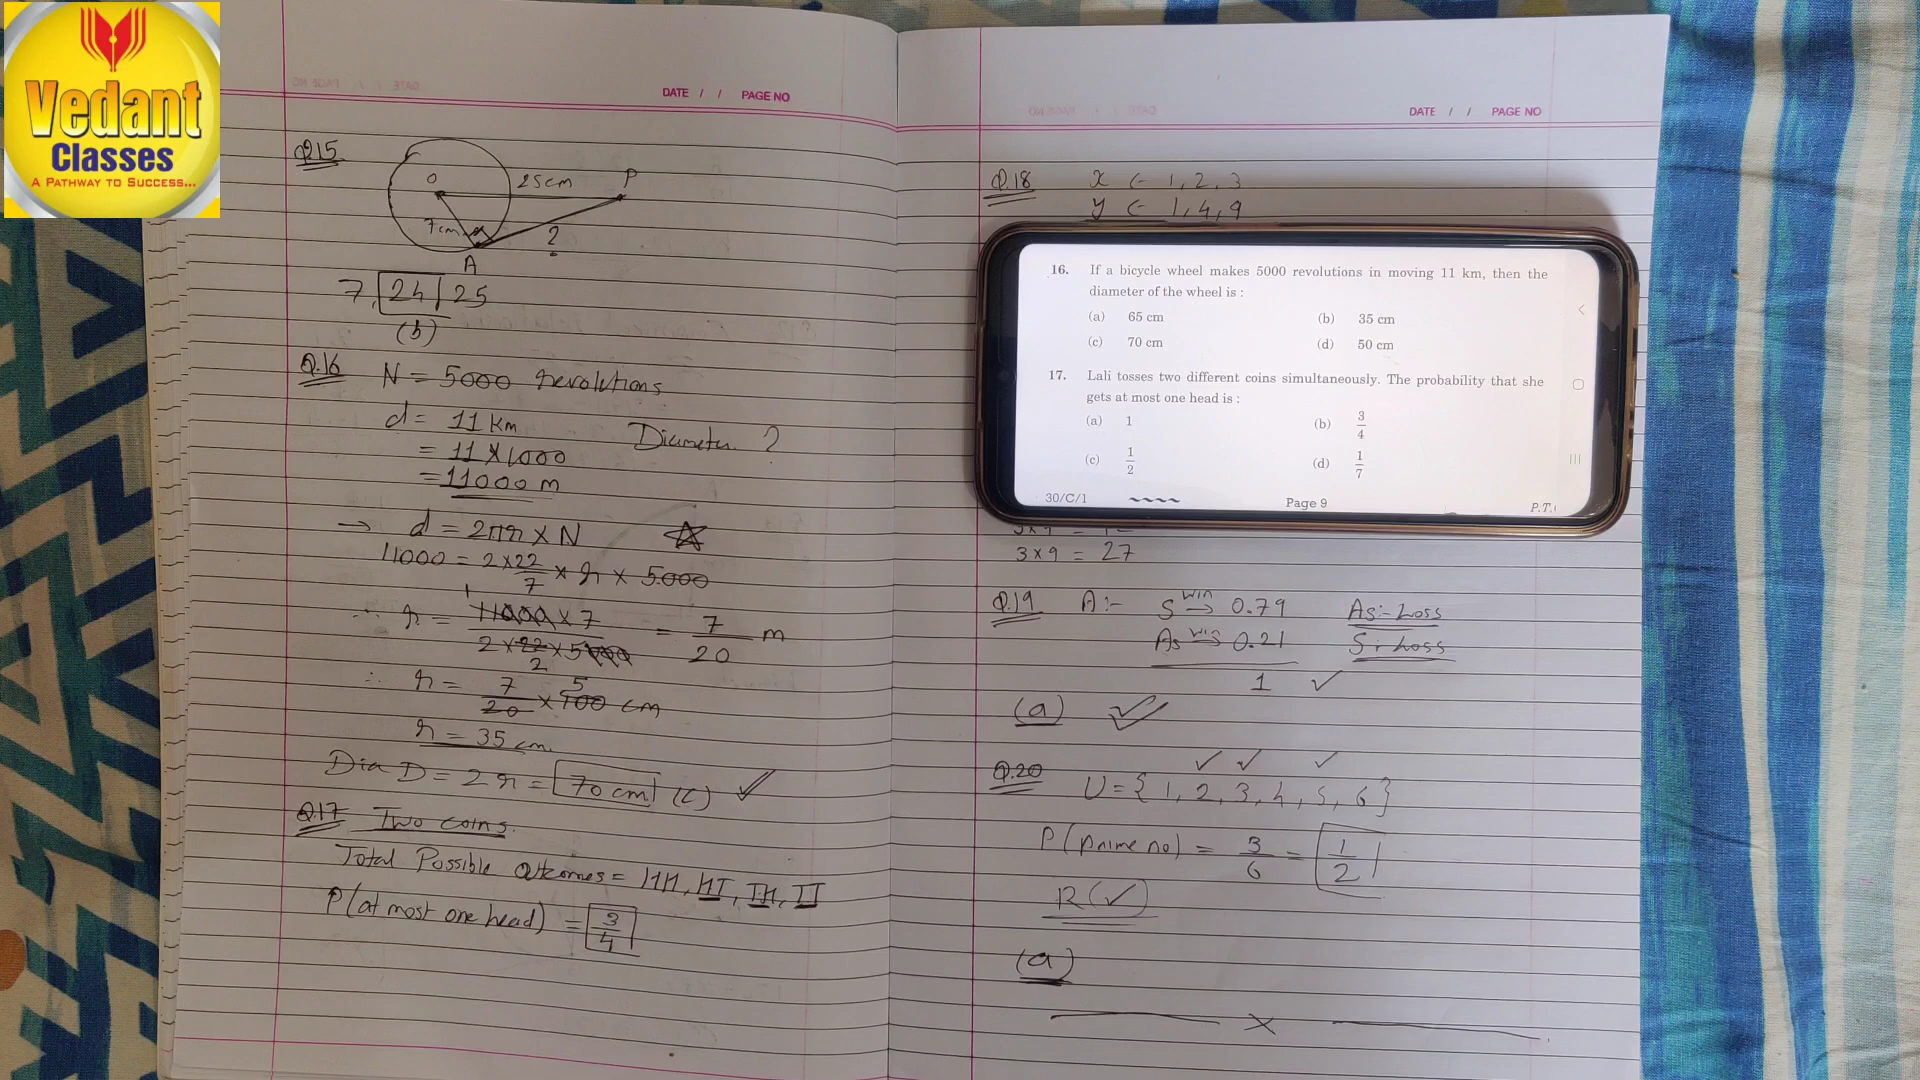 Vedant
Classes
A PATHWAY TO SUCCESS...
DATE / / PAGE NO
Q.15
O
25cm
P
7cm
?
A
7, 24, 25
(b)
Q.16 N = 5000 revolutions
d = 11 km
= 11 × 1000
= 11000 m
Diameter ?
→ d = 2πr × N
11000 = 2 × 22/7 × r × 5000
∴ r = 11000 × 7 / 2 × 22 × 5000 = 7/20 m
1
2
∴ r = 7/20 × 100 cm
5
r = 35 cm.
Dia D = 2r = 70 cm (c) ✓
Q.17 Two coins.
Total Possible outcomes = HH, HT, TH, TT
P(at most one head) = 3/4
DATE / / PAGE NO
Q.18 x ← 1, 2, 3
y ← 1, 4, 9
16. If a bicycle wheel makes 5000 revolutions in moving 11 km, then the
diameter of the wheel is :
(a) 65 cm (b) 35 cm
(c) 70 cm (d) 50 cm
17. Lali tosses two different coins simultaneously. The probability that she
gets at most one head is :
(a) 1 (b) 3/4
(c) 1/2 (d) 1/7
30/C/1 Page 9 P.T.
3 × 9 = 27
Q.19 A:- S win → 0.79 As:- Loss
As win → 0.21 S:- Loss
1 ✓
(a) ✓
Q.20 U = { 1, 2, 3, 4, 5, 6 }
P(prime no) = 3/6 = 1/2
R(✓)
(a)